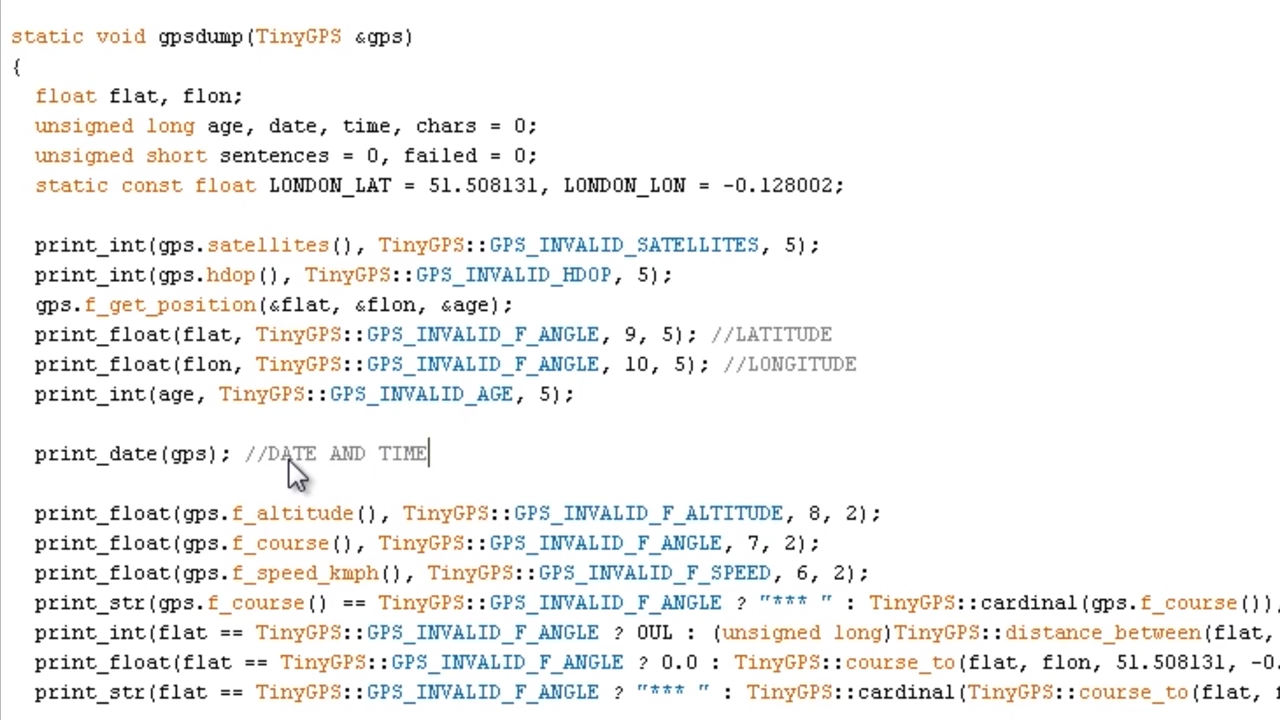 static void gpsdump(TinyGPS &gps)
{
float flat, flon;
unsigned long age, date, time, chars = 0;
unsigned short sentences = 0, failed = 0;
static const float LONDON_LAT = 51.508131, LONDON_LON = -0.128002;
print_int(gps.satellites(), TinyGPS::GPS_INVALID_SATELLITES, 5);
print_int(gps.hdop(), TinyGPS::GPS_INVALID_HDOP, 5);
gps.f_get_position(&flat, &flon, &age);
print_float(flat, TinyGPS::GPS_INVALID_F_ANGLE, 9, 5); //LATITUDE
print_float(flon, TinyGPS::GPS_INVALID_F_ANGLE, 10, 5); //LONGITUDE
print_int(age, TinyGPS::GPS_INVALID_AGE, 5);
print_date(gps); //DATE AND TIME
print_float(gps.f_altitude(), TinyGPS::GPS_INVALID_F_ALTITUDE, 8, 2);
print_float(gps.f_course(), TinyGPS::GPS_INVALID_F_ANGLE, 7, 2);
print_float(gps.f_speed_kmph(), TinyGPS::GPS_INVALID_F_SPEED, 6, 2);
print_str(gps.f_course() == TinyGPS::GPS_INVALID_F_ANGLE ? "*** " : TinyGPS::cardinal(gps.f_course()),
print_int(flat == TinyGPS::GPS_INVALID_F_ANGLE ? 0UL : (unsigned long)TinyGPS::distance_between(flat,
print_float(flat == TinyGPS::GPS_INVALID_F_ANGLE ? 0.0 : TinyGPS::course_to(flat, flon, 51.508131, -0.
print_str(flat == TinyGPS::GPS_INVALID_F_ANGLE ? "*** " : TinyGPS::cardinal(TinyGPS::course_to(flat,